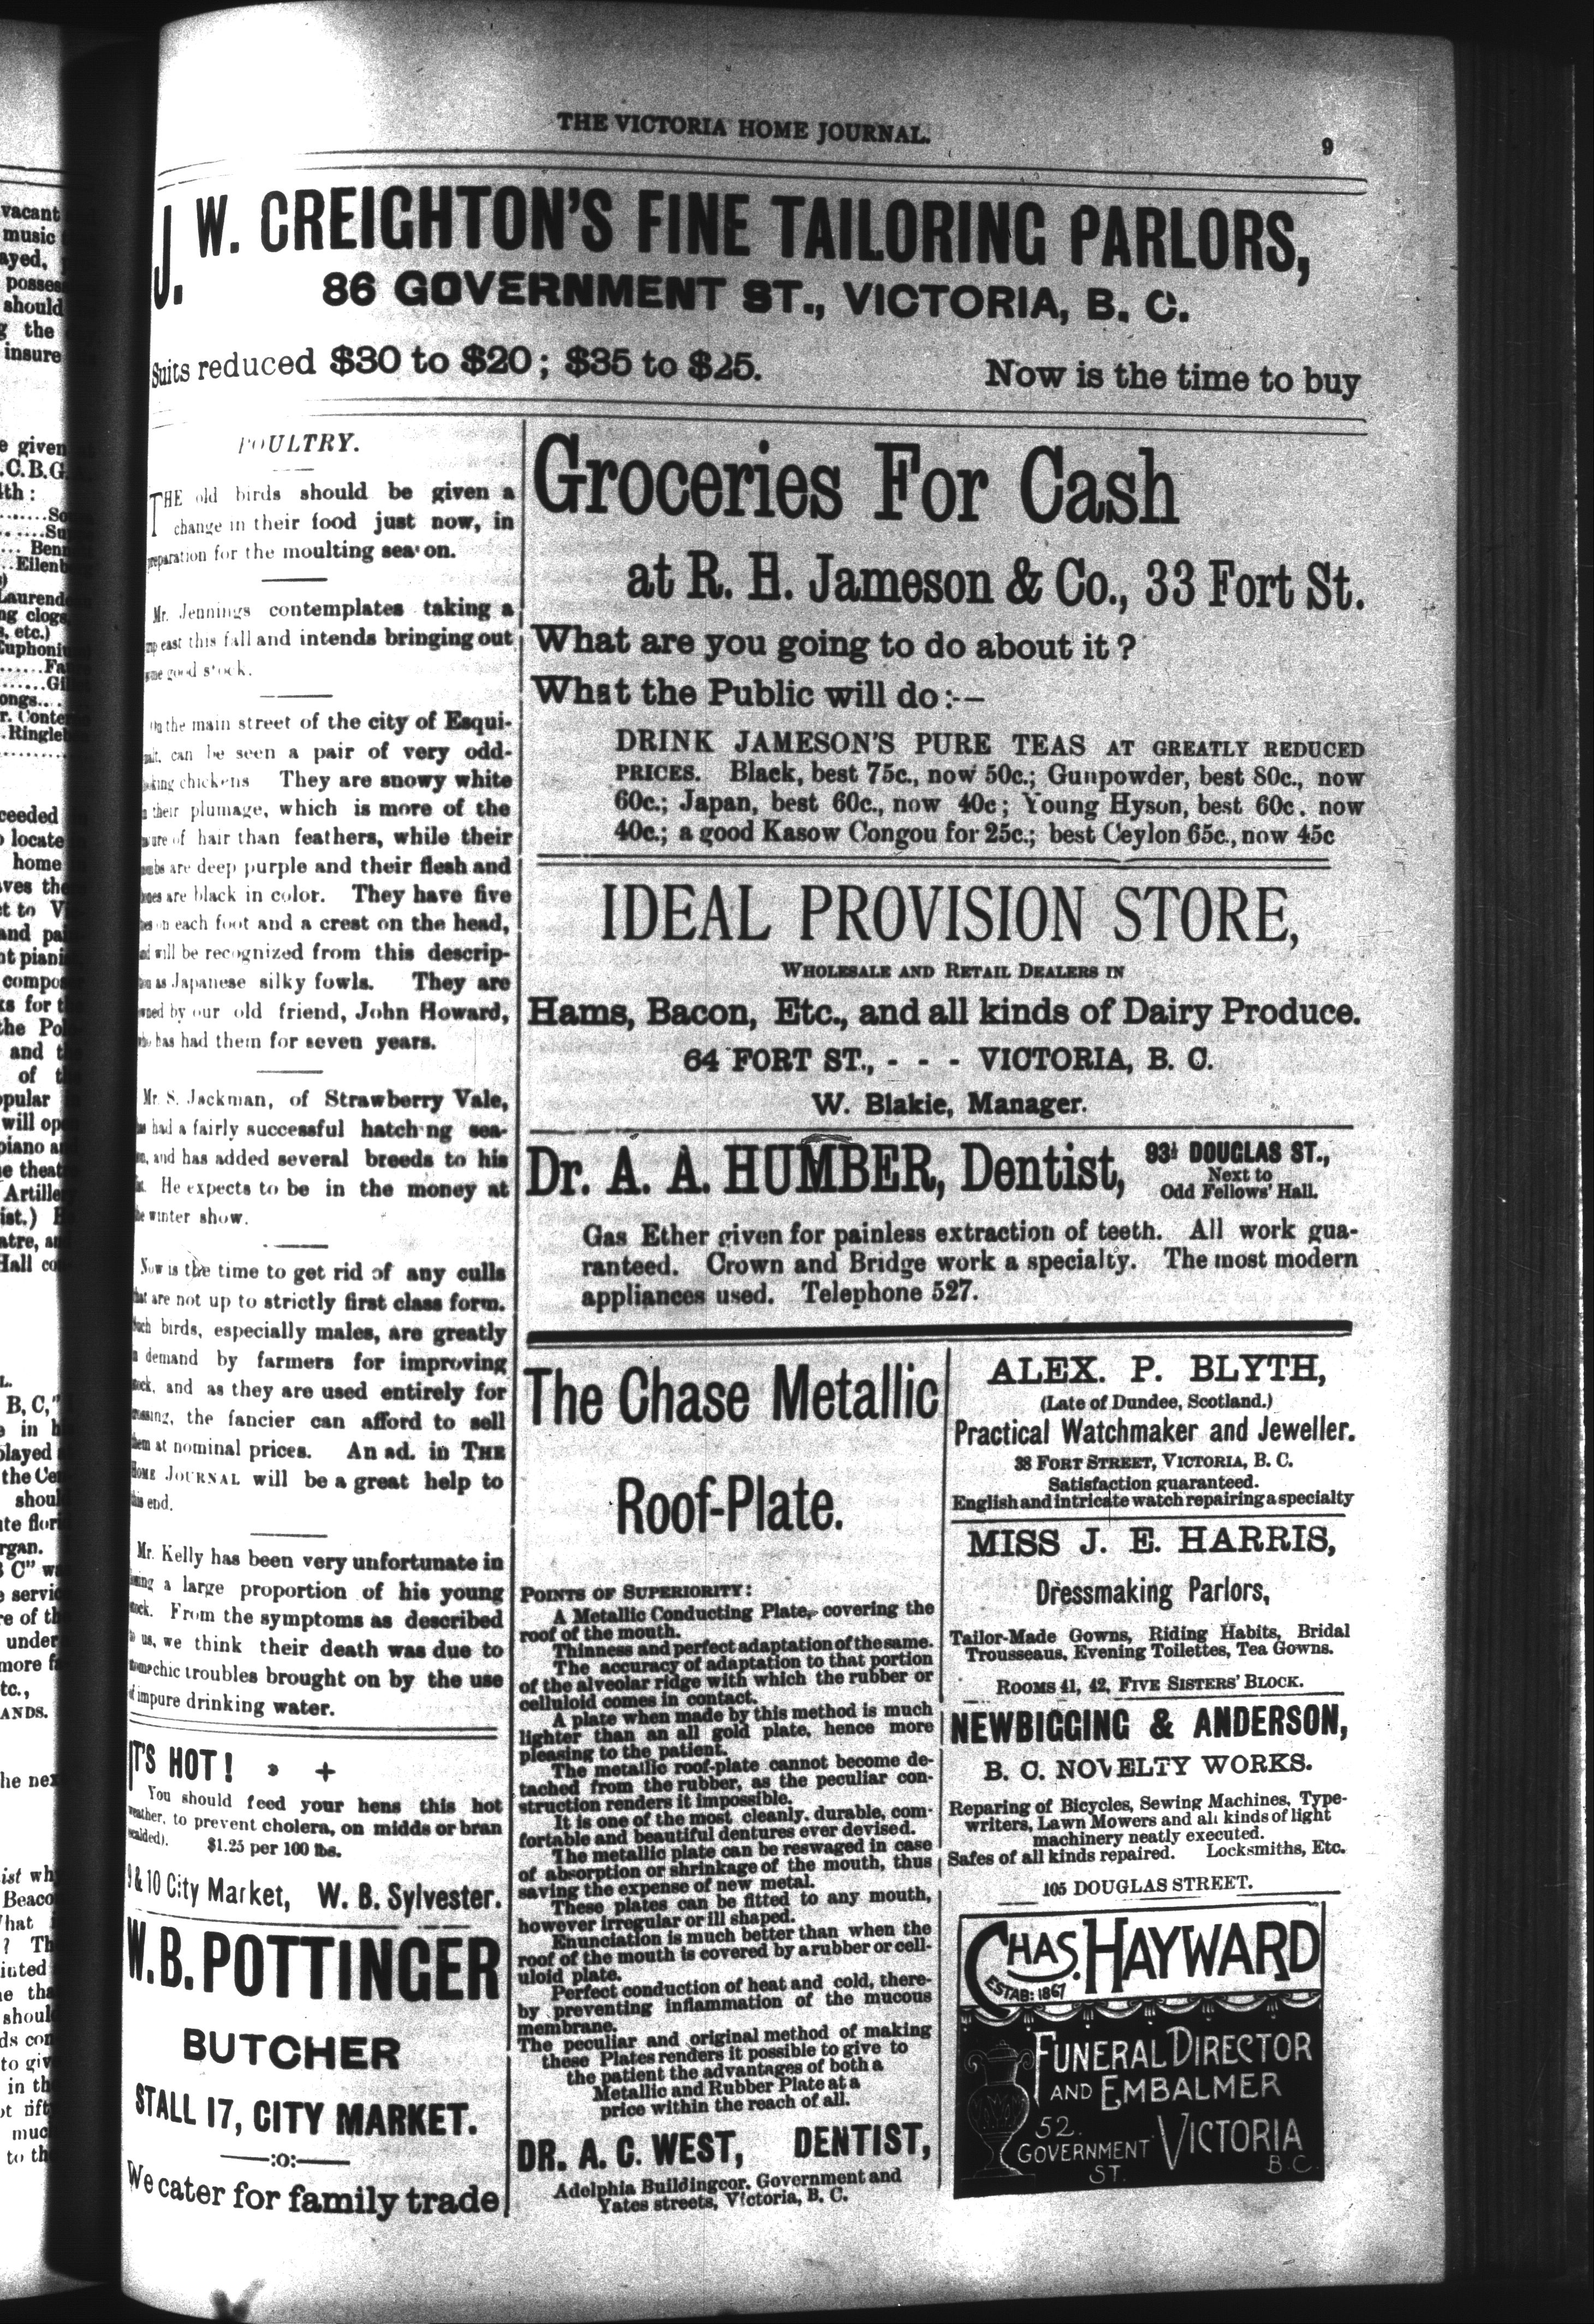 THE VICTORIA HOME JOURNAL.
9
J. W. CREIGHTON'S FINE TAILORING PARLORS,
86 GOVERNMENT ST., VICTORIA, B. C.
Suits reduced $30 to $20; $35 to $25.
Now is the time to buy
POULTRY.
THE old birds should be given a
change in their food just now, in
preparation for the moulting sea on.
Mr. Jennings contemplates taking a
east this fall and intends bringing out
good stock.
On the main street of the city of Esqui-
can be seen a pair of very odd-
chickens They are snowy white
their plumage, which is more of the
of hair than feathers, while their
are deep purple and their flesh and
are black in color. They have five
on each foot and a crest on the head,
and will be recognized from this descrip-
as Japanese silky fowls. They are
owned by our old friend, John Howard,
who has had them for seven years.
Mr. S. Jackman, of Strawberry Vale,
has had a fairly successful hatch ng sea-
and has added several breeds to his
He expects to be in the money at
the winter show.
Now is the time to get rid of any culls
that are not up to strictly first class form.
Such birds, especially males, are greatly
demand by farmers for improving
and as they are used entirely for
the fancier can afford to sell
them at nominal prices. An ad. in THE
HOME JOURNAL will be a great help to
this end.
Mr. Kelly has been very unfortunate in
a large proportion of his young
From the symptoms as described
us, we think their death was due to
troubles brought on by the use
of impure drinking water.
IT'S HOT! +
You should feed your hens this hot
weather, to prevent cholera, on midds or bran
(scalded). $1.25 per 100 lbs.
9 & 10 City Market, W. B. Sylvester.
W. B. POTTINGER
BUTCHER
STALL 17, CITY MARKET.
—:o:—
We cater for family trade
Groceries For Cash
at R. H. Jameson & Co., 33 Fort St.
What are you going to do about it?
What the Public will do:—
DRINK JAMESON'S PURE TEAS AT GREATLY REDUCED
PRICES. Black, best 75c., now 50c.; Gunpowder, best 80c., now
60c.; Japan, best 60c., now 40c; Young Hyson, best 60c. now
40c.; a good Kasow Congou for 25c.; best Ceylon 65c., now 45c
IDEAL PROVISION STORE,
WHOLESALE AND RETAIL DEALERS IN
Hams, Bacon, Etc., and all kinds of Dairy Produce.
64 FORT ST., - - - VICTORIA, B. C.
W. Blakie, Manager.
Dr. A. A. HUMBER, Dentist, 93½ DOUGLAS ST.,
Next to
Odd Fellows' Hall.
Gas Ether given for painless extraction of teeth. All work gua-
ranteed. Crown and Bridge work a specialty. The most modern
appliances used. Telephone 527.
The Chase Metallic
Roof-Plate.
POINTS OF SUPERIORITY:
A Metallic Conducting Plate, covering the
roof of the mouth.
Thinness and perfect adaptation of the same.
The accuracy of adaptation to that portion
of the alveolar ridge with which the rubber or
celluloid comes in contact.
A plate when made by this method is much
lighter than an all gold plate, hence more
pleasing to the patient.
The metallic roof-plate cannot become de-
tached from the rubber, as the peculiar con-
struction renders it impossible.
It is one of the most cleanly, durable, com-
fortable and beautiful dentures ever devised.
The metallic plate can be reswaged in case
of absorption or shrinkage of the mouth, thus
saving the expense of new metal.
These plates can be fitted to any mouth,
however irregular or ill shaped.
Enunciation is much better than when the
roof of the mouth is covered by a rubber or cell-
uloid plate.
Perfect conduction of heat and cold, there-
by preventing inflammation of the mucous
membrane.
The peculiar and original method of making
these Plates renders it possible to give to
the patient the advantages of both a
Metallic and Rubber Plate at a
price within the reach of all.
DR. A. C. WEST, DENTIST,
Adelphia Building cor. Government and
Yates streets, Victoria, B. C.
ALEX. P. BLYTH,
(Late of Dundee, Scotland.)
Practical Watchmaker and Jeweller.
38 FORT STREET, VICTORIA, B. C.
Satisfaction guaranteed.
English and intricate watch repairing a specialty
MISS J. E. HARRIS,
Dressmaking Parlors,
Tailor-Made Gowns, Riding Habits, Bridal
Trousseaus, Evening Toilettes, Tea Gowns.
ROOMS 41, 42, FIVE SISTERS' BLOCK.
NEWBIGGING & ANDERSON,
B. C. NOVELTY WORKS.
Reparing of Bicycles, Sewing Machines, Type-
writers, Lawn Mowers and all kinds of light
machinery neatly executed.
Safes of all kinds repaired. Locksmiths, Etc.
105 DOUGLAS STREET.
CHAS. HAYWARD
ESTAB: 1867
FUNERAL DIRECTOR
AND EMBALMER
52.
GOVERNMENT VICTORIA
ST. B.C.